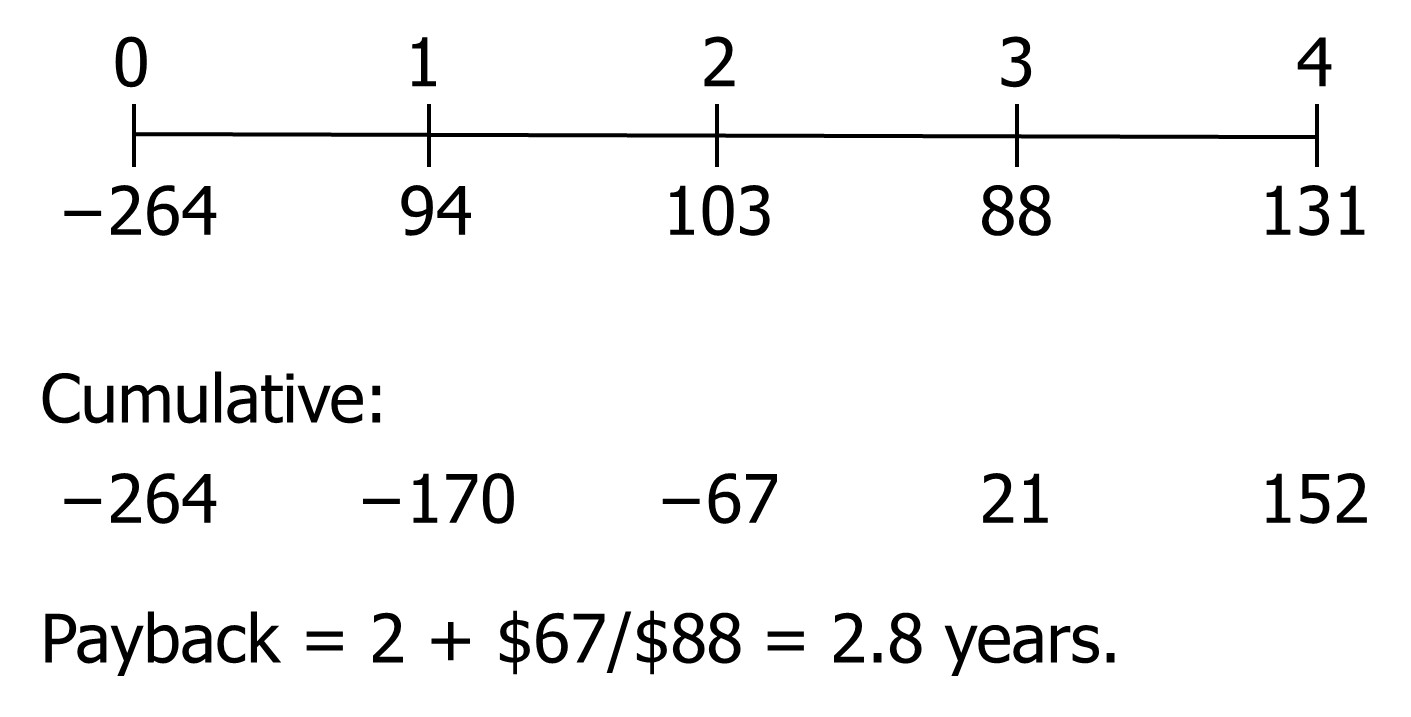 0 1 2 3 4
−264 94 103 88 131
Cumulative:
−264 −170 −67 21 152
Payback = 2 + $67/$88 = 2.8 years.